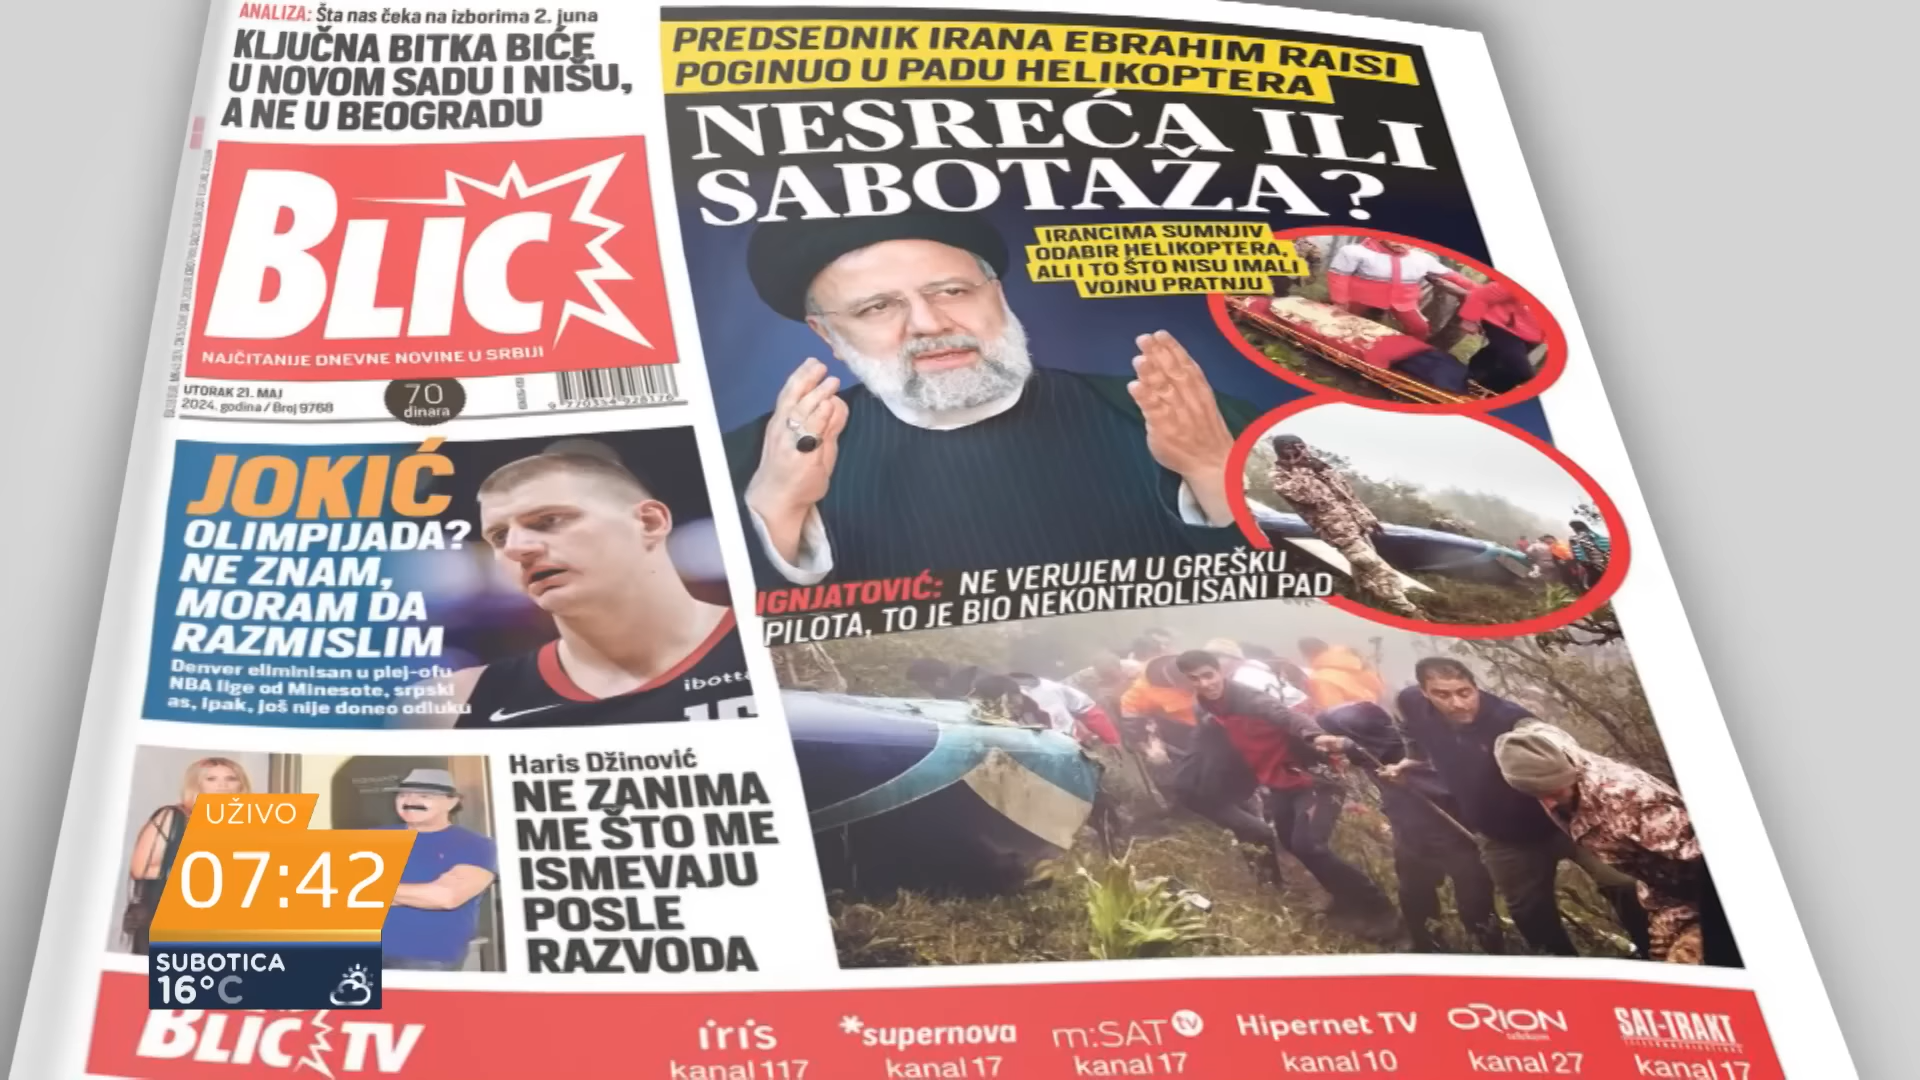 ANALIZA: Šta nas čeka na izborima 2. juna
KLJUČNA BITKA BIĆE
U NOVOM SADU I NIŠU,
A NE U BEOGRADU
BLIC
NAJČITANIJE DNEVNE NOVINE U SRBIJI
UTORAK 21. MAJ
2024. godina / Broj 9768
70
dinara
PREDSEDNIK IRANA EBRAHIM RAISI
POGINUO U PADU HELIKOPTERA
NESREĆA ILI
SABOTAŽA?
IRANCIMA SUMNJIV
ODABIR HELIKOPTERA,
ALI I TO ŠTO NISU IMALI
VOJNU PRATNJU
IGNJATOVIĆ: NE VERUJEM U GREŠKU
PILOTA, TO JE BIO NEKONTROLISANI PAD
JOKIĆ
OLIMPIJADA?
NE ZNAM,
MORAM DA
RAZMISLIM
Denver eliminisan u plej-ofu
NBA lige od Minesote, srpski
as, ipak, još nije doneo odluku
ibotta
Haris Džinović
NE ZANIMA
ME ŠTO ME
ISMEVAJU
POSLE
RAZVODA
UŽIVO
07:42
SUBOTICA
16°C
BLIC TV
iris
kanal 117
*supernova
kanal 17
m:SAT tv
kanal 17
Hipernet TV
kanal 10
ORION
telekom
kanal 27
SAT-TRAKT
kanal 17